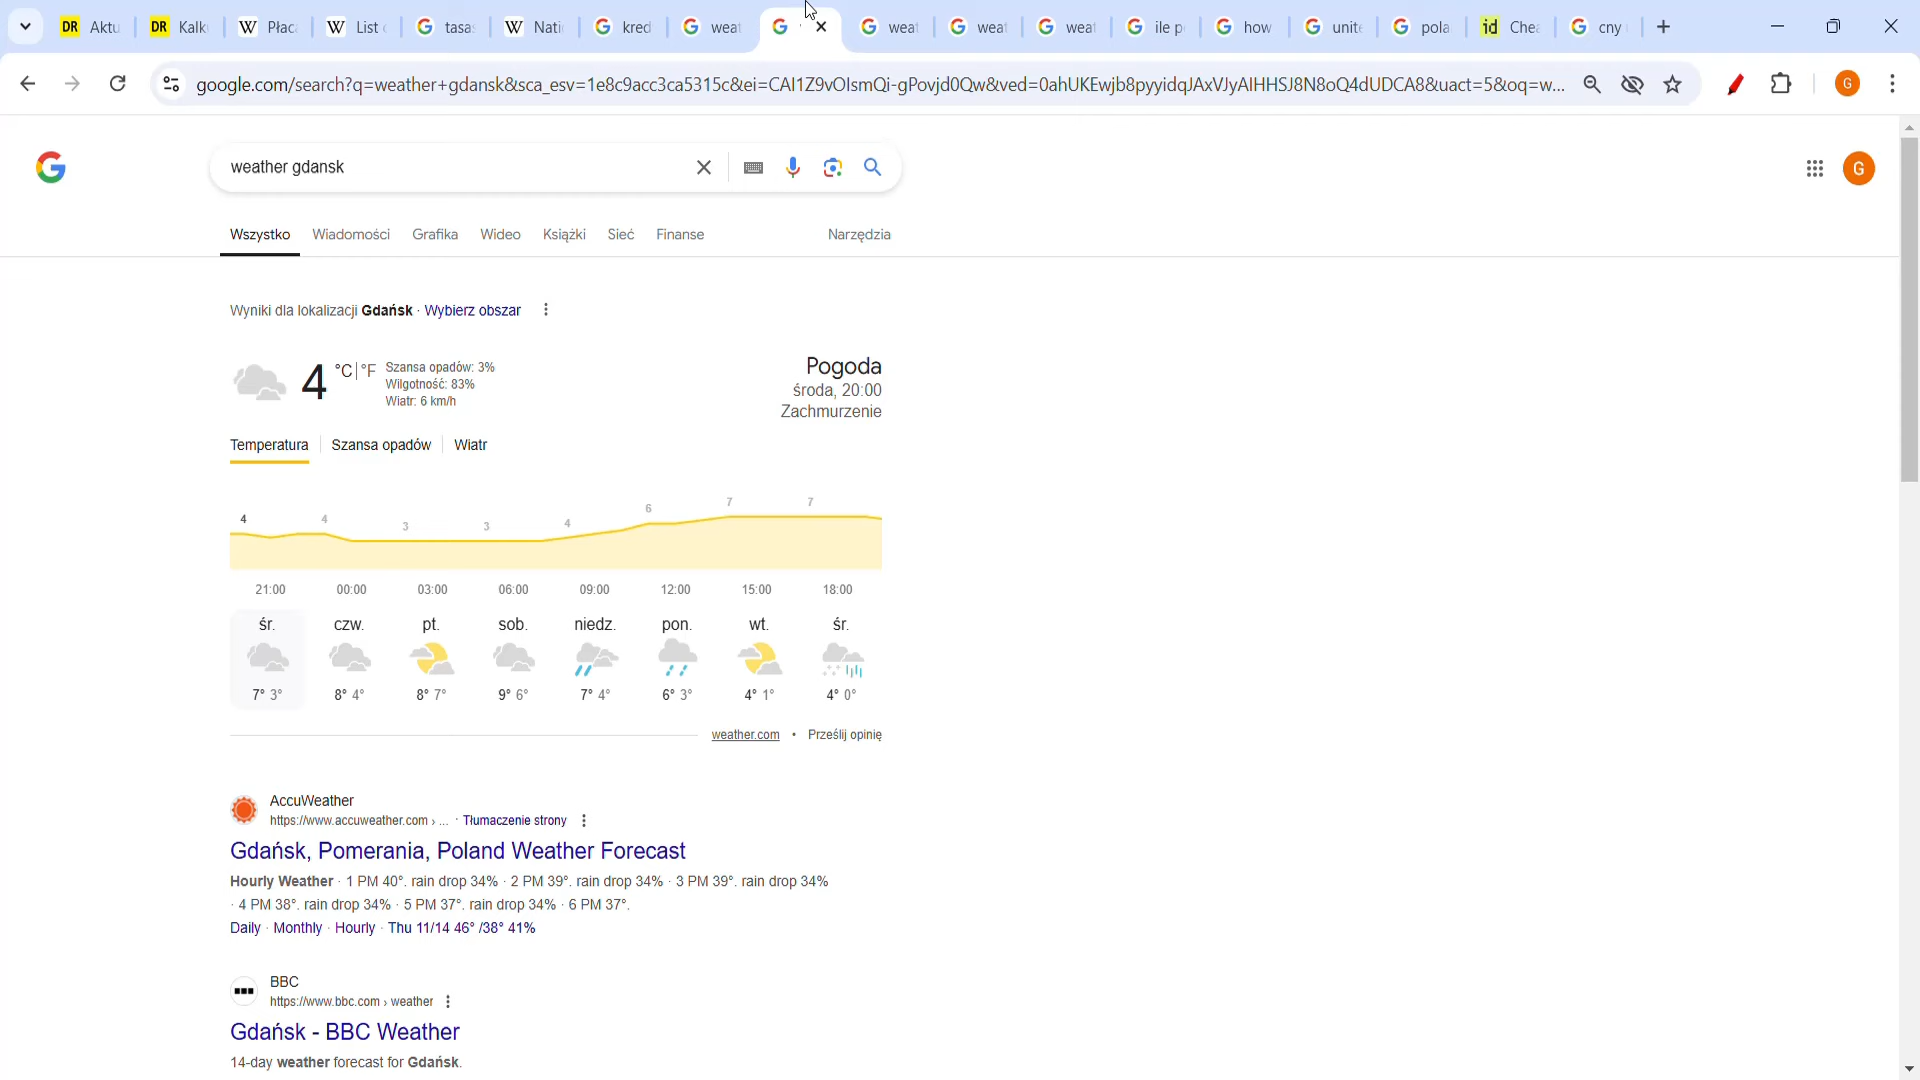 DR Aktu DR Kalk W Płac W List G tasa W Nati G kred G weat G G weat G weat G weat G ile p G how G unite G pola id Che G cny
google.com/search?q=weather+gdansk&sca_esv=1e8c9acc3ca5315c&ei=CAI1Z9vOIsmQi-gPovjd0Qw&ved=0ahUKEwjb8pyyidqJAxVJyAIHHSJ8N8oQ4dUDCA8&uact=5&oq=w... G
weather gdansk
G
Wszystko Wiadomości Grafika Wideo Książki Sieć Finanse Narzędzia
Wyniki dla lokalizacji Gdańsk · Wybierz obszar
4 °C | °F
Szansa opadów: 3%
Wilgotność: 83%
Wiatr: 6 km/h
Pogoda
środa, 20:00
Zachmurzenie
Temperatura Szansa opadów Wiatr
4 4 3 3 4 6 7 7
21:00 00:00 03:00 06:00 09:00 12:00 15:00 18:00
śr. czw. pt. sob. niedz. pon. wt. śr.
7° 3° 8° 4° 8° 7° 9° 6° 7° 4° 6° 3° 4° 1° 4° 0°
weather.com • Prześlij opinię
AccuWeather
https://www.accuweather.com › ... · Tłumaczenie strony
Gdańsk, Pomerania, Poland Weather Forecast
Hourly Weather · 1 PM 40°. rain drop 34% · 2 PM 39°. rain drop 34% · 3 PM 39°. rain drop 34%
· 4 PM 38°. rain drop 34% · 5 PM 37°. rain drop 34% · 6 PM 37°.
Daily · Monthly · Hourly · Thu 11/14 46° /38° 41%
BBC
https://www.bbc.com › weather
Gdańsk - BBC Weather
14-day weather forecast for Gdańsk.